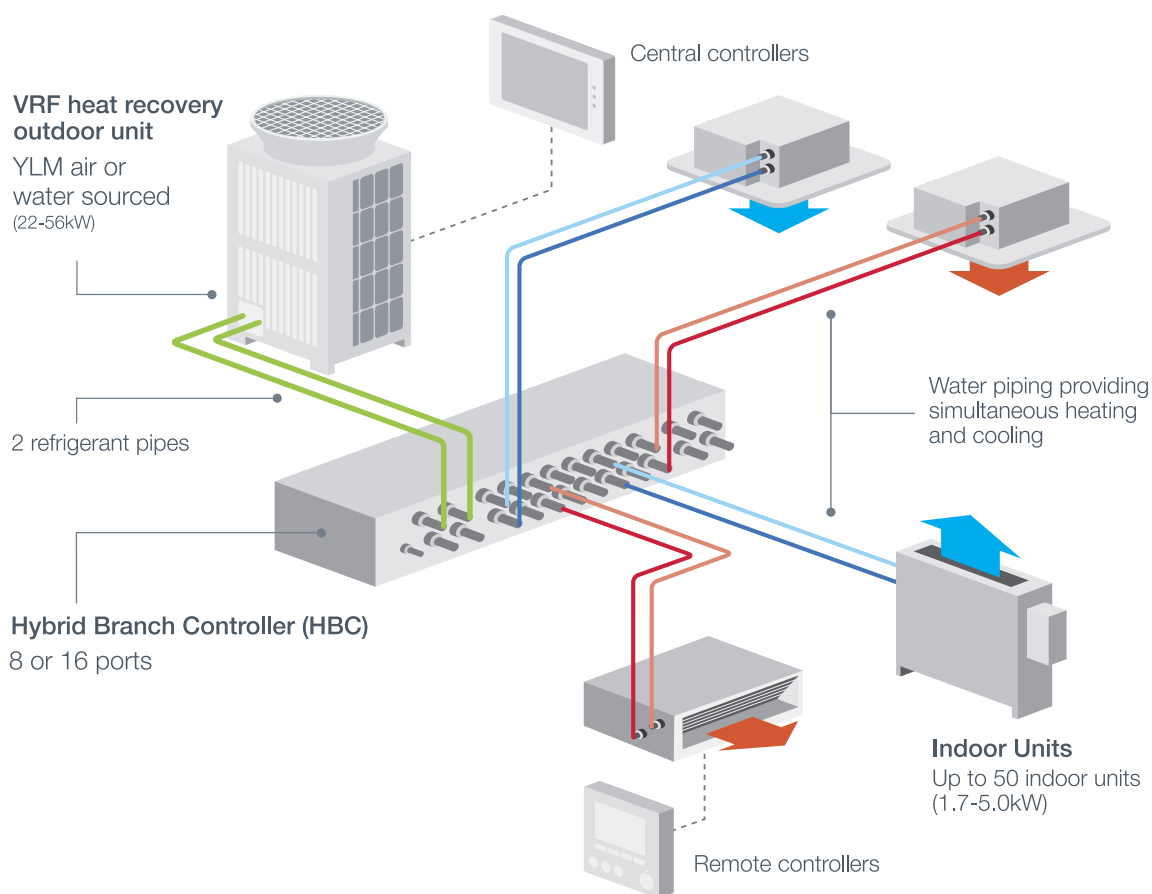 Central controllers
VRF heat recovery
outdoor unit
YLM air or
water sourced
(22-56kW)
2 refrigerant pipes
Water piping providing
simultaneous heating
and cooling
Hybrid Branch Controller (HBC)
8 or 16 ports
Indoor Units
Up to 50 indoor units
(1.7-5.0kW)
Remote controllers